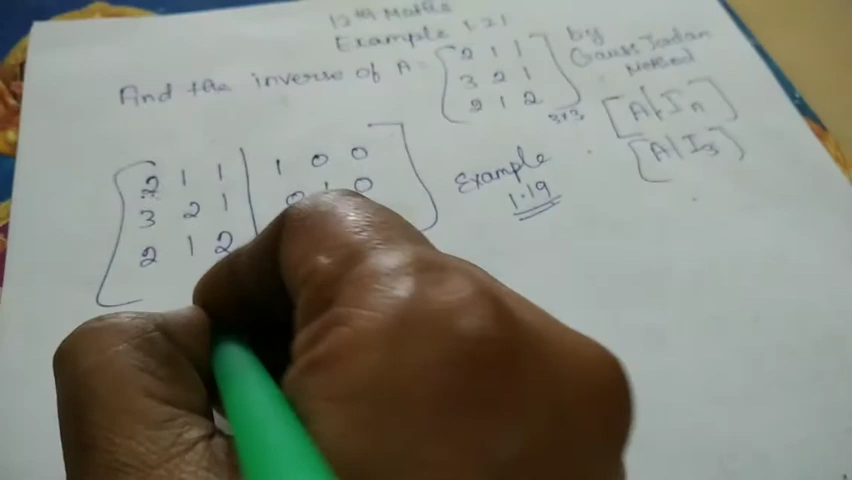 12th Maths
Example 1.21
Find the inverse of A
[2 1 1
3 2 1
2 1 2]3x3
by
Gauss Jordan
Method
[A|In]
[A|I3]
Example
1.19
[2 1 1 | 1 0 0
3 2 1 | 0 1 0
2 1 2